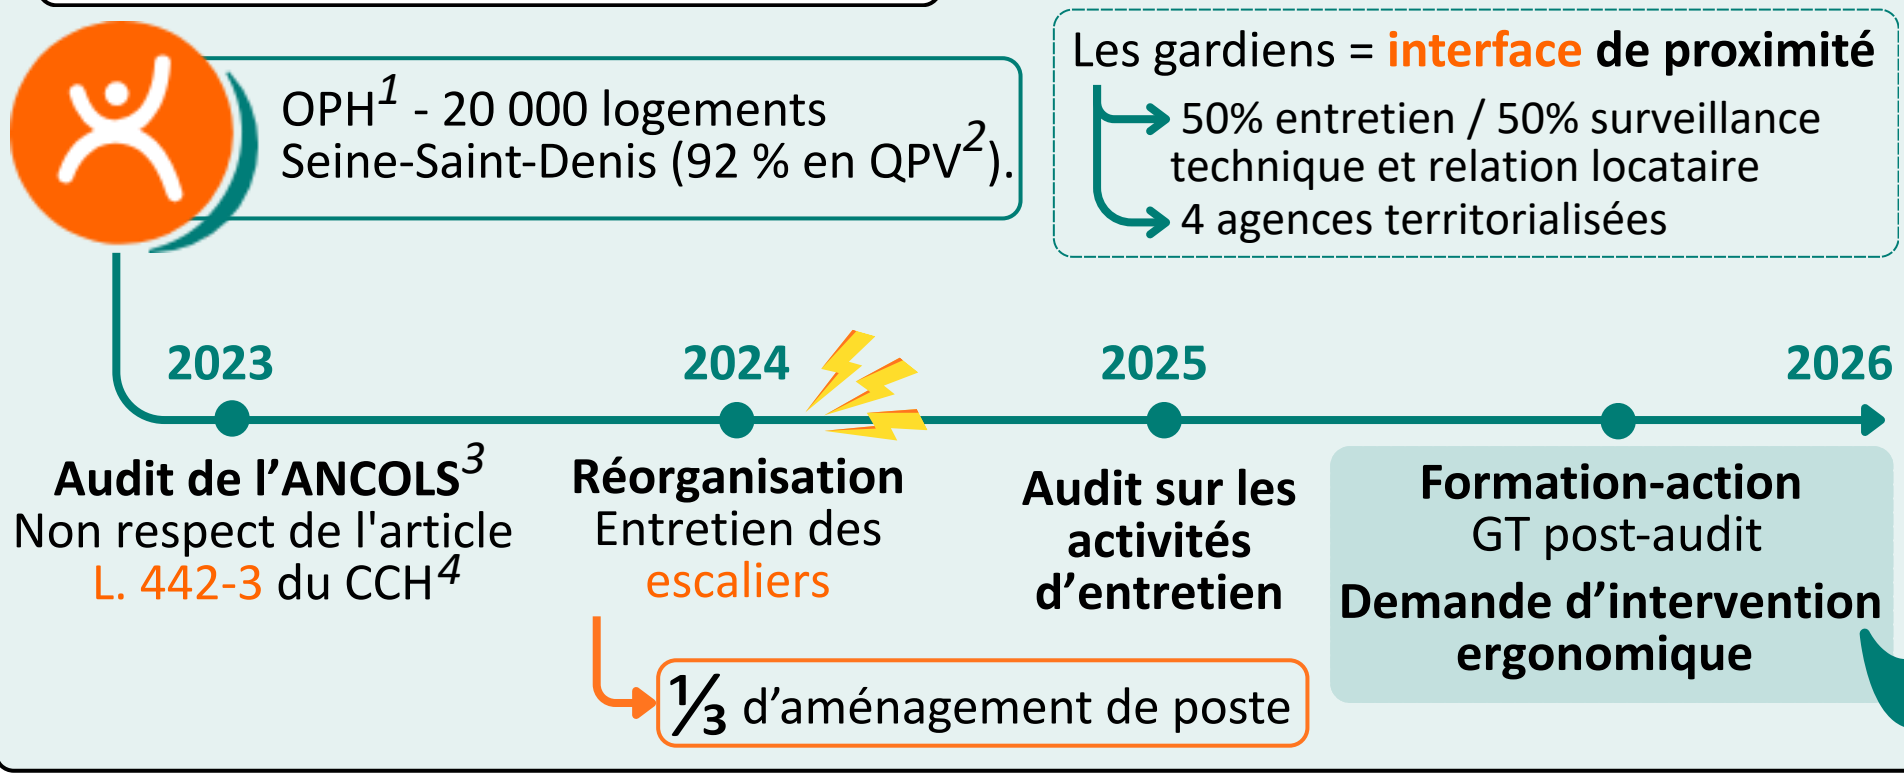 OPH1 - 20 000 logements
Seine-Saint-Denis (92 % en QPV2).
Les gardiens = interface de proximité
50% entretien / 50% surveillance
technique et relation locataire
4 agences territorialisées
2023
2024
2025
2026
Audit de l’ANCOLS3
Non respect de l'article
L. 442-3 du CCH4
Réorganisation
Entretien des
escaliers
⅓ d’aménagement de poste
Audit sur les
activités
d’entretien
Formation-action
GT post-audit
Demande d’intervention
ergonomique